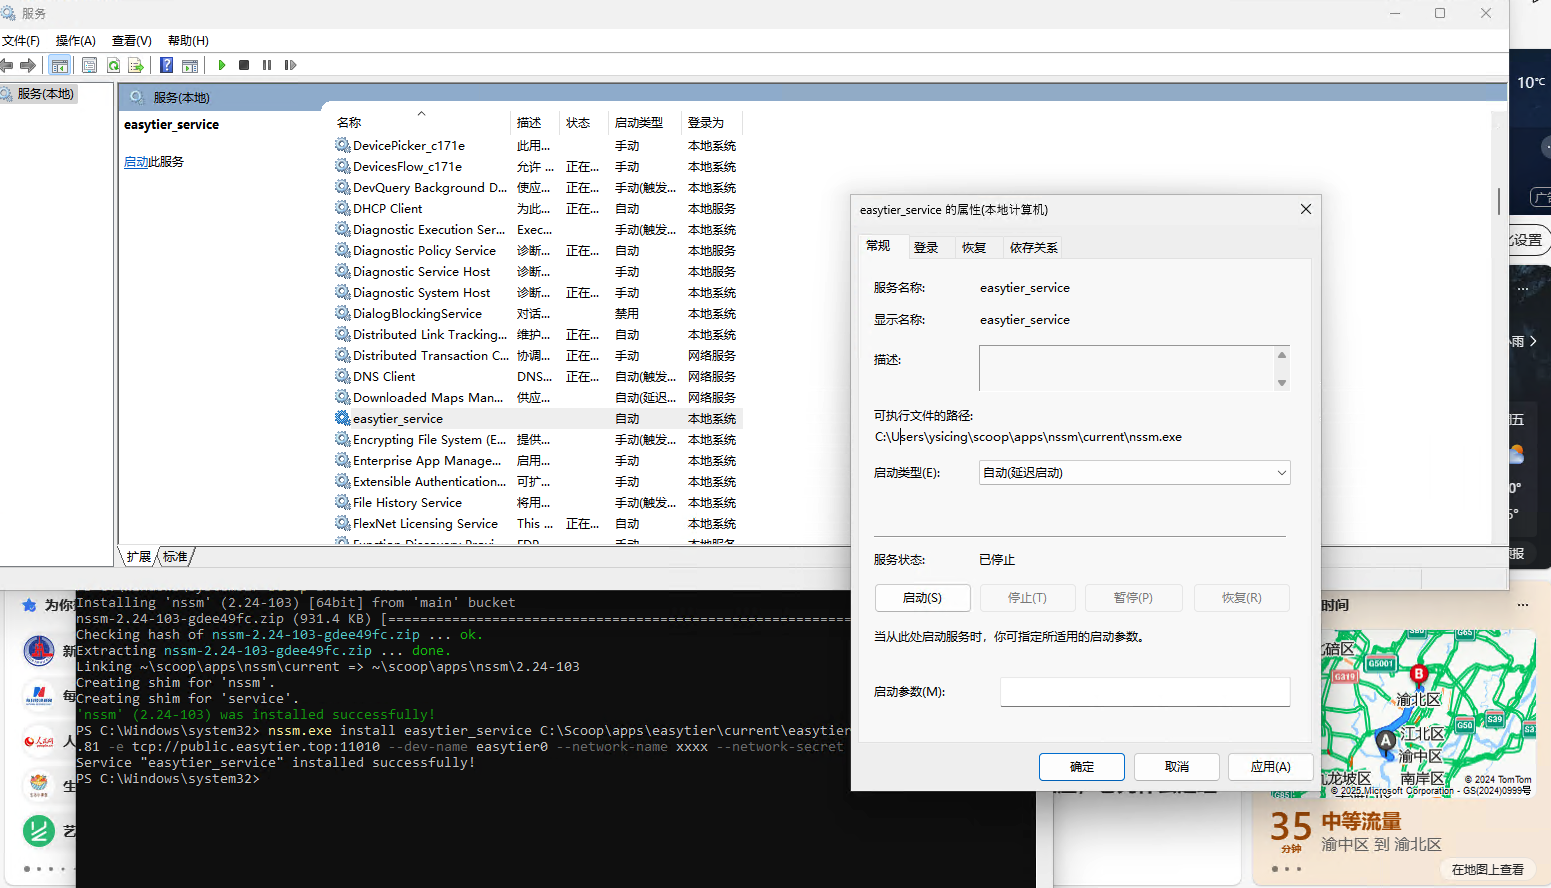 服务
文件(F) 操作(A) 查看(V) 帮助(H)
服务(本地)
服务(本地)
easytier_service
启动此服务
名称 描述 状态 启动类型 登录为
DevicePicker_c171e 此用... 手动 本地系统
DevicesFlow_c171e 允许 ... 正在... 手动 本地系统
DevQuery Background D... 使应... 正在... 手动(触发... 本地系统
DHCP Client 为此... 正在... 自动 本地服务
Diagnostic Execution Ser... Exec... 手动(触发... 本地系统
Diagnostic Policy Service 诊断... 正在... 自动 本地服务
Diagnostic Service Host 诊断... 手动 本地服务
Diagnostic System Host 诊断... 正在... 手动 本地系统
DialogBlockingService 对话... 禁用 本地系统
Distributed Link Tracking... 维护... 正在... 自动 本地系统
Distributed Transaction C... 协调... 正在... 手动 网络服务
DNS Client DNS... 正在... 自动(触发... 网络服务
Downloaded Maps Man... 供应... 自动(延迟... 网络服务
easytier_service 自动 本地系统
Encrypting File System (E... 提供... 手动(触发... 本地系统
Enterprise App Manage... 启用... 手动 本地系统
Extensible Authentication... 可扩... 手动 本地系统
File History Service 将用... 手动(触发... 本地系统
FlexNet Licensing Service This ... 正在... 自动 本地系统
扩展 标准
easytier_service 的属性(本地计算机)
常规 登录 恢复 依存关系
服务名称: easytier_service
显示名称: easytier_service
描述:
可执行文件的路径:
C:\Users\ysicing\scoop\apps\nssm\current\nssm.exe
启动类型(E): 自动(延迟启动)
服务状态: 已停止
启动(S) 停止(T) 暂停(P) 恢复(R)
当从此处启动服务时，你可指定所适用的启动参数。
启动参数(M):
确定 取消 应用(A)
Installing 'nssm' (2.24-103) [64bit] from 'main' bucket
nssm-2.24-103-gdee49fc.zip (931.4 KB) [
Checking hash of nssm-2.24-103-gdee49fc.zip ... ok.
Extracting nssm-2.24-103-gdee49fc.zip ... done.
Linking ~\scoop\apps\nssm\current => ~\scoop\apps\nssm\2.24-103
Creating shim for 'nssm'.
Creating shim for 'service'.
'nssm' (2.24-103) was installed successfully!
PS C:\Windows\system32> nssm.exe install easytier_service C:\Scoop\apps\easytier\current\easytier
.81 -e tcp://public.easytier.top:11010 --dev-name easytier0 --network-name xxxx --network-secret
Service "easytier_service" installed successfully!
PS C:\Windows\system32>
为你
新
每
人
生
艺
10°C
广告
设置
...
雨
五
报
时间 ...
北碚区
G5001 G65
G319
B
渝北区
G50 S39
江北区
A
渝中区
九龙坡区 南岸区
© 2024 TomTom
© 2025 Microsoft Corporation - GS(2024)0999号
35 中等流量
分钟 渝中区 到 渝北区
在地图上查看